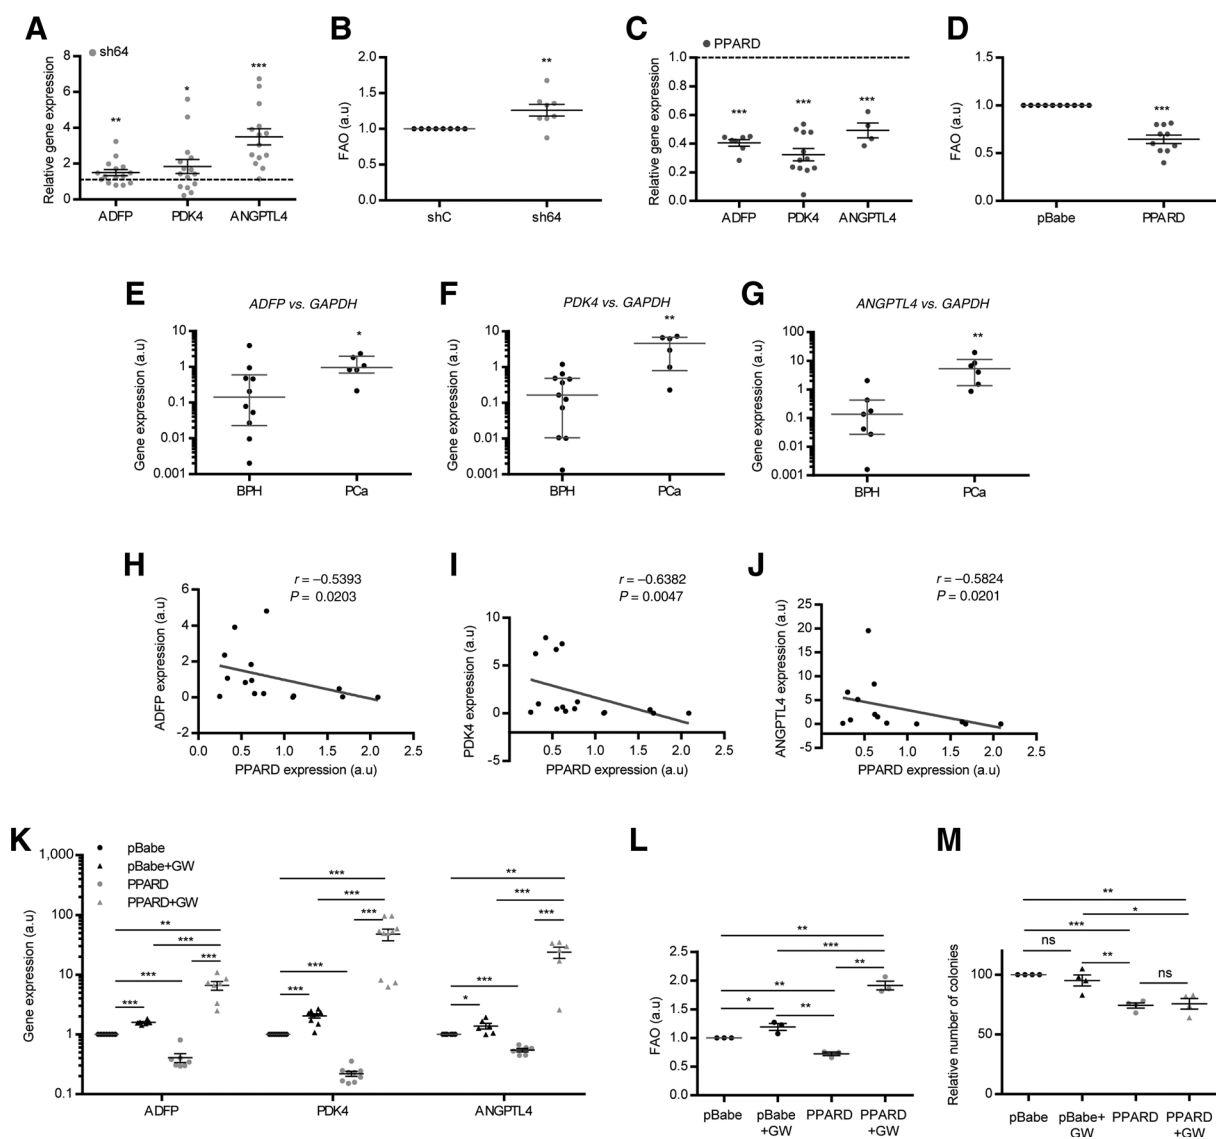 A
sh64
Relative gene expression
8
6
4
2
0
**
*
***
ADFP PDK4 ANGPTL4
B
FAO (a.u)
2.0
1.5
1.0
0.5
0.0
**
shC sh64
C
PPARD
Relative gene expression
1.0
0.8
0.6
0.4
0.2
0.0
***
***
***
ADFP PDK4 ANGPTL4
D
FAO (a.u)
1.5
1.0
0.5
0.0
***
pBabe PPARD
E
ADFP vs. GAPDH
Gene expression (a.u)
10
1
0.1
0.01
0.001
*
BPH PCa
F
PDK4 vs. GAPDH
Gene expression (a.u)
10
1
0.1
0.01
0.001
**
BPH PCa
G
ANGPTL4 vs. GAPDH
Gene expression (a.u)
100
10
1
0.1
0.01
0.001
**
BPH PCa
H
r = –0.5393
P = 0.0203
ADFP expression (a.u)
6
4
2
0
-2
0.0 0.5 1.0 1.5 2.0 2.5
PPARD expression (a.u)
I
r = –0.6382
P = 0.0047
PDK4 expression (a.u)
10
5
0
-5
0.5 1.0 1.5 2.0 2.5
PPARD expression (a.u)
J
r = –0.5824
P = 0.0201
ANGPTL4 expression (a.u)
25
20
15
10
5
0
-5
0.5 1.0 1.5 2.0 2.5
PPARD expression (a.u)
K
pBabe
pBabe+GW
PPARD
PPARD+GW
Gene expression (a.u)
1,000
100
10
1
0.1
**
***
***
***
***
***
***
***
***
***
**
***
***
***
*
ADFP PDK4 ANGPTL4
L
FAO (a.u)
2.5
2.0
1.5
1.0
0.5
0.0
**
***
**
**
*
**
pBabe pBabe PPARD PPARD
+GW +GW
M
Relative number of colonies
100
50
0
**
*
***
ns
**
ns
pBabe pBabe+ PPARD PPARD
GW +GW